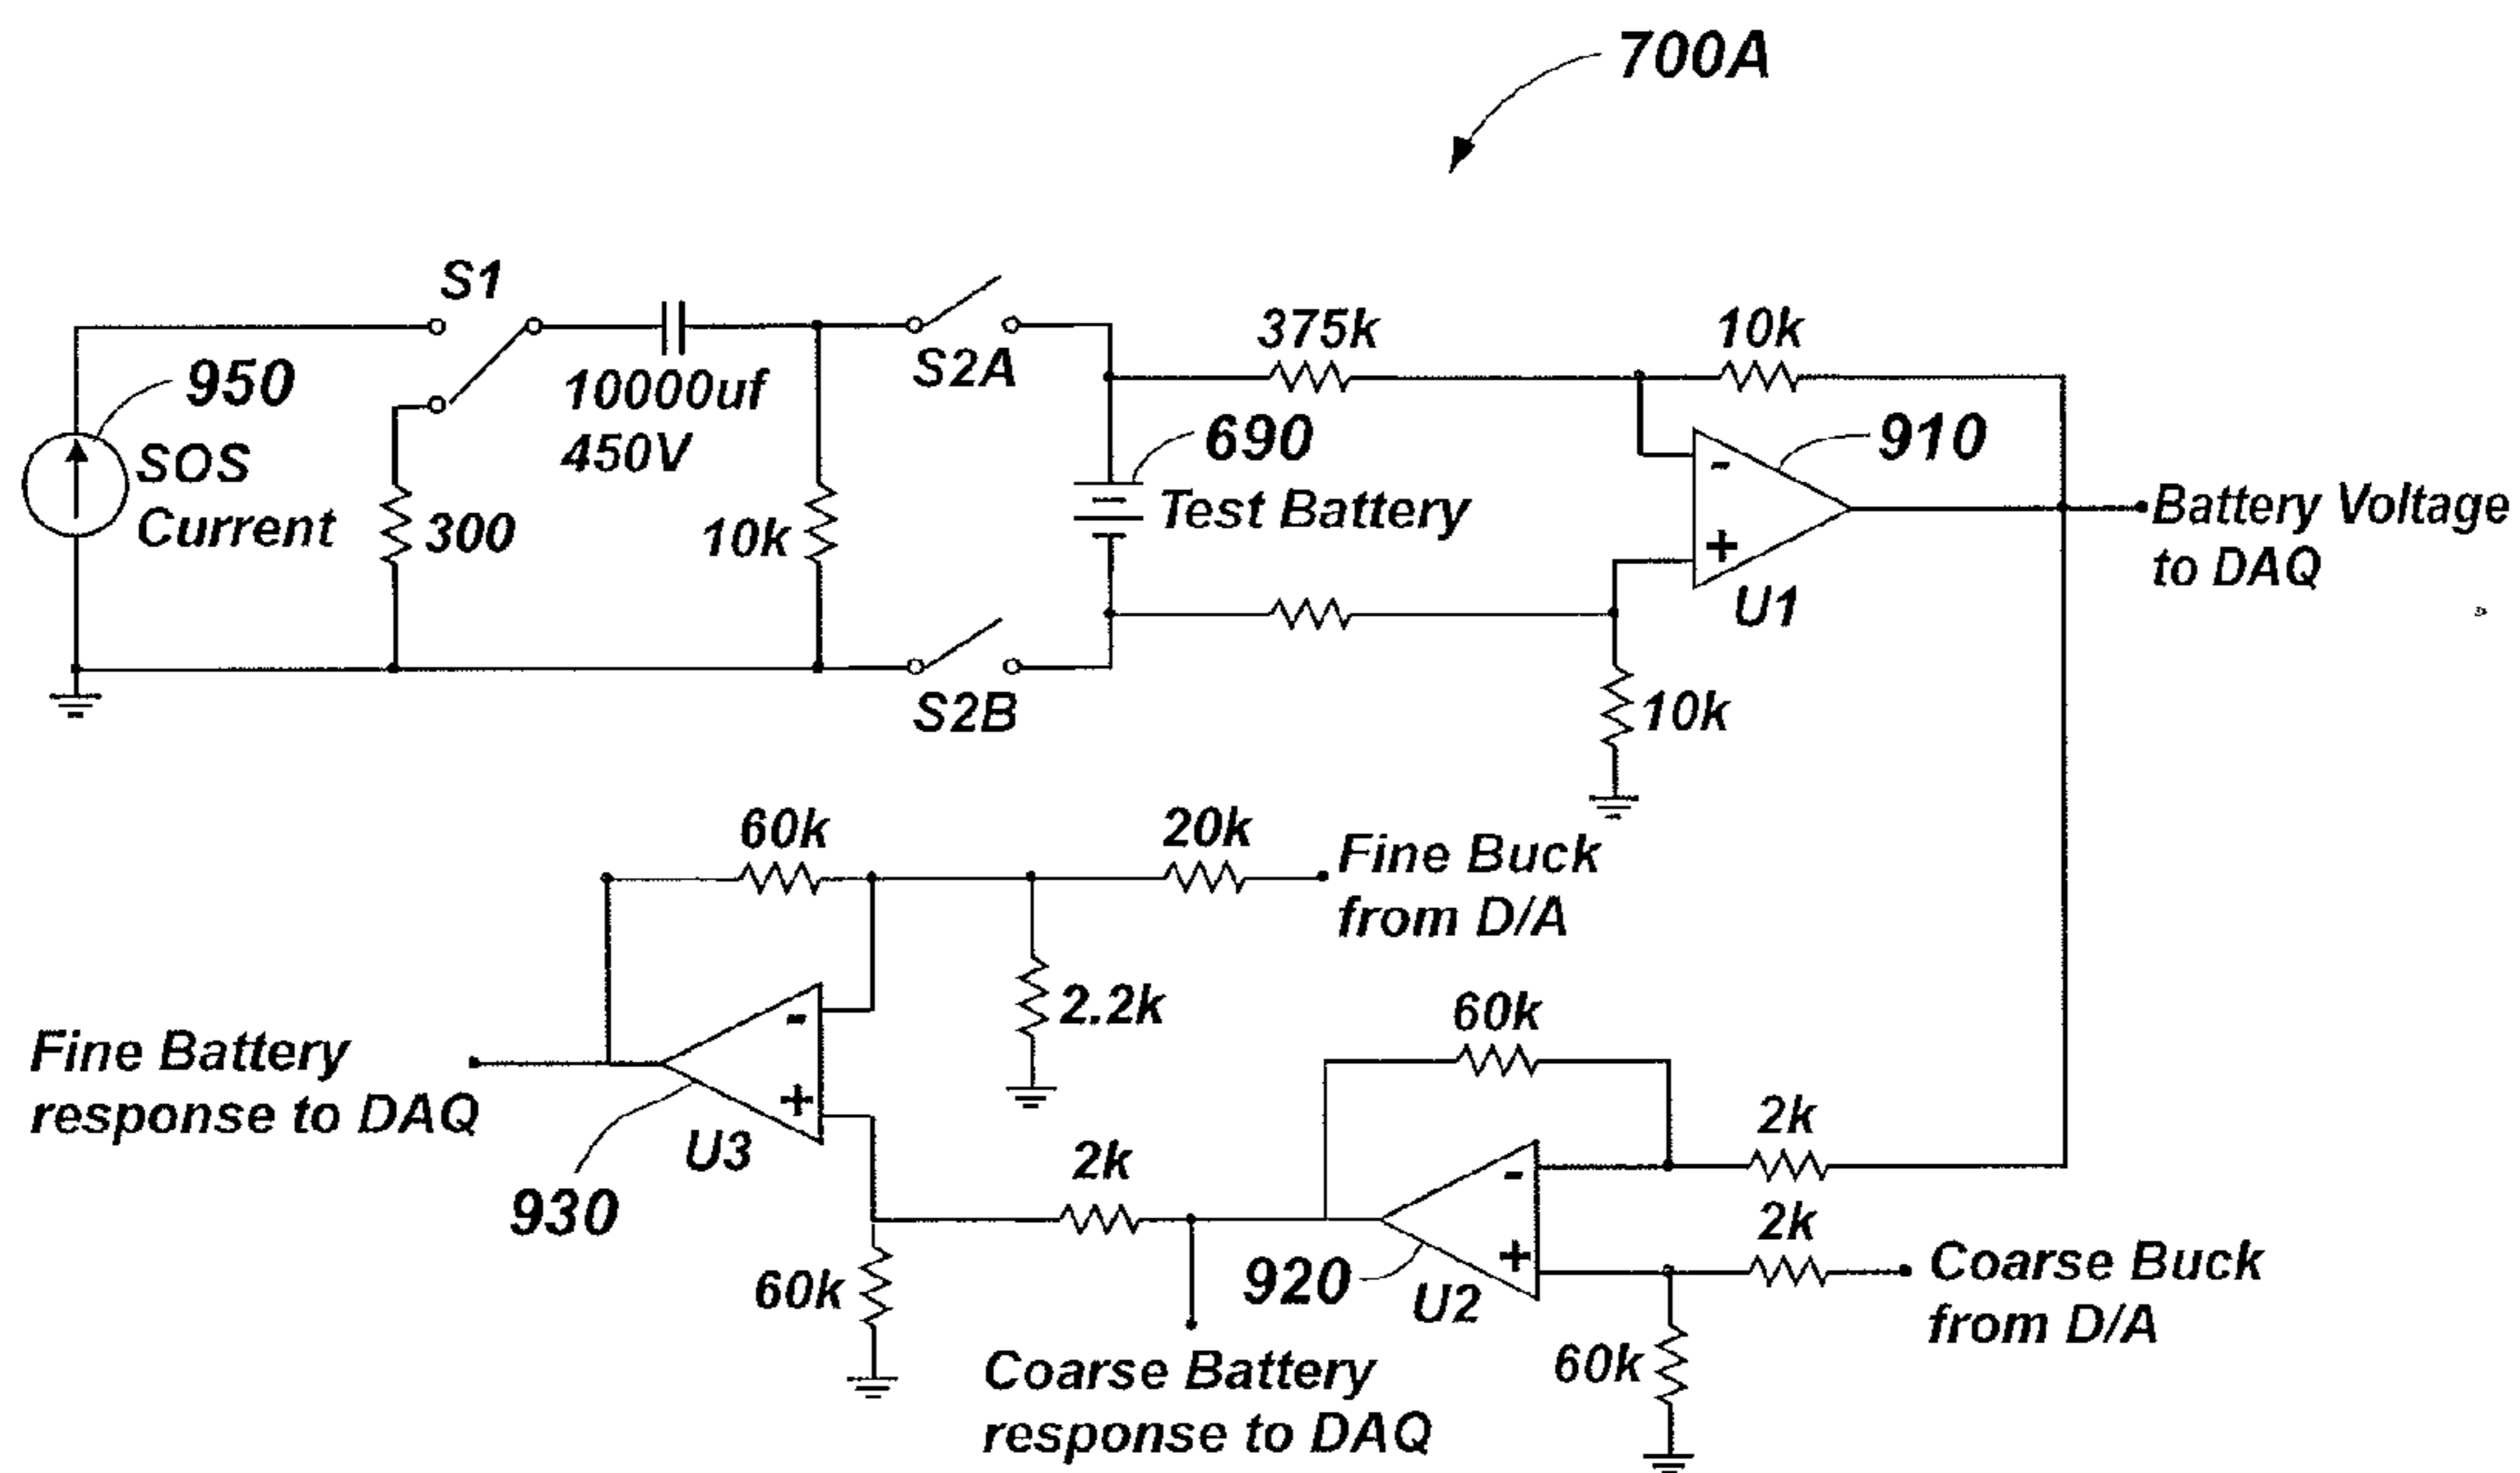 700A
S1
950
SOS
Current
300
10000uf
450V
10k
S2A
S2B
690
Test Battery
375k
10k
910
-
+
U1
Battery Voltage
to DAQ
10k
60k
20k
Fine Buck
from D/A
2.2k
-
+
U3
930
Fine Battery
response to DAQ
60k
2k
Coarse Battery
response to DAQ
60k
-
+
U2
920
2k
2k
Coarse Buck
from D/A
60k